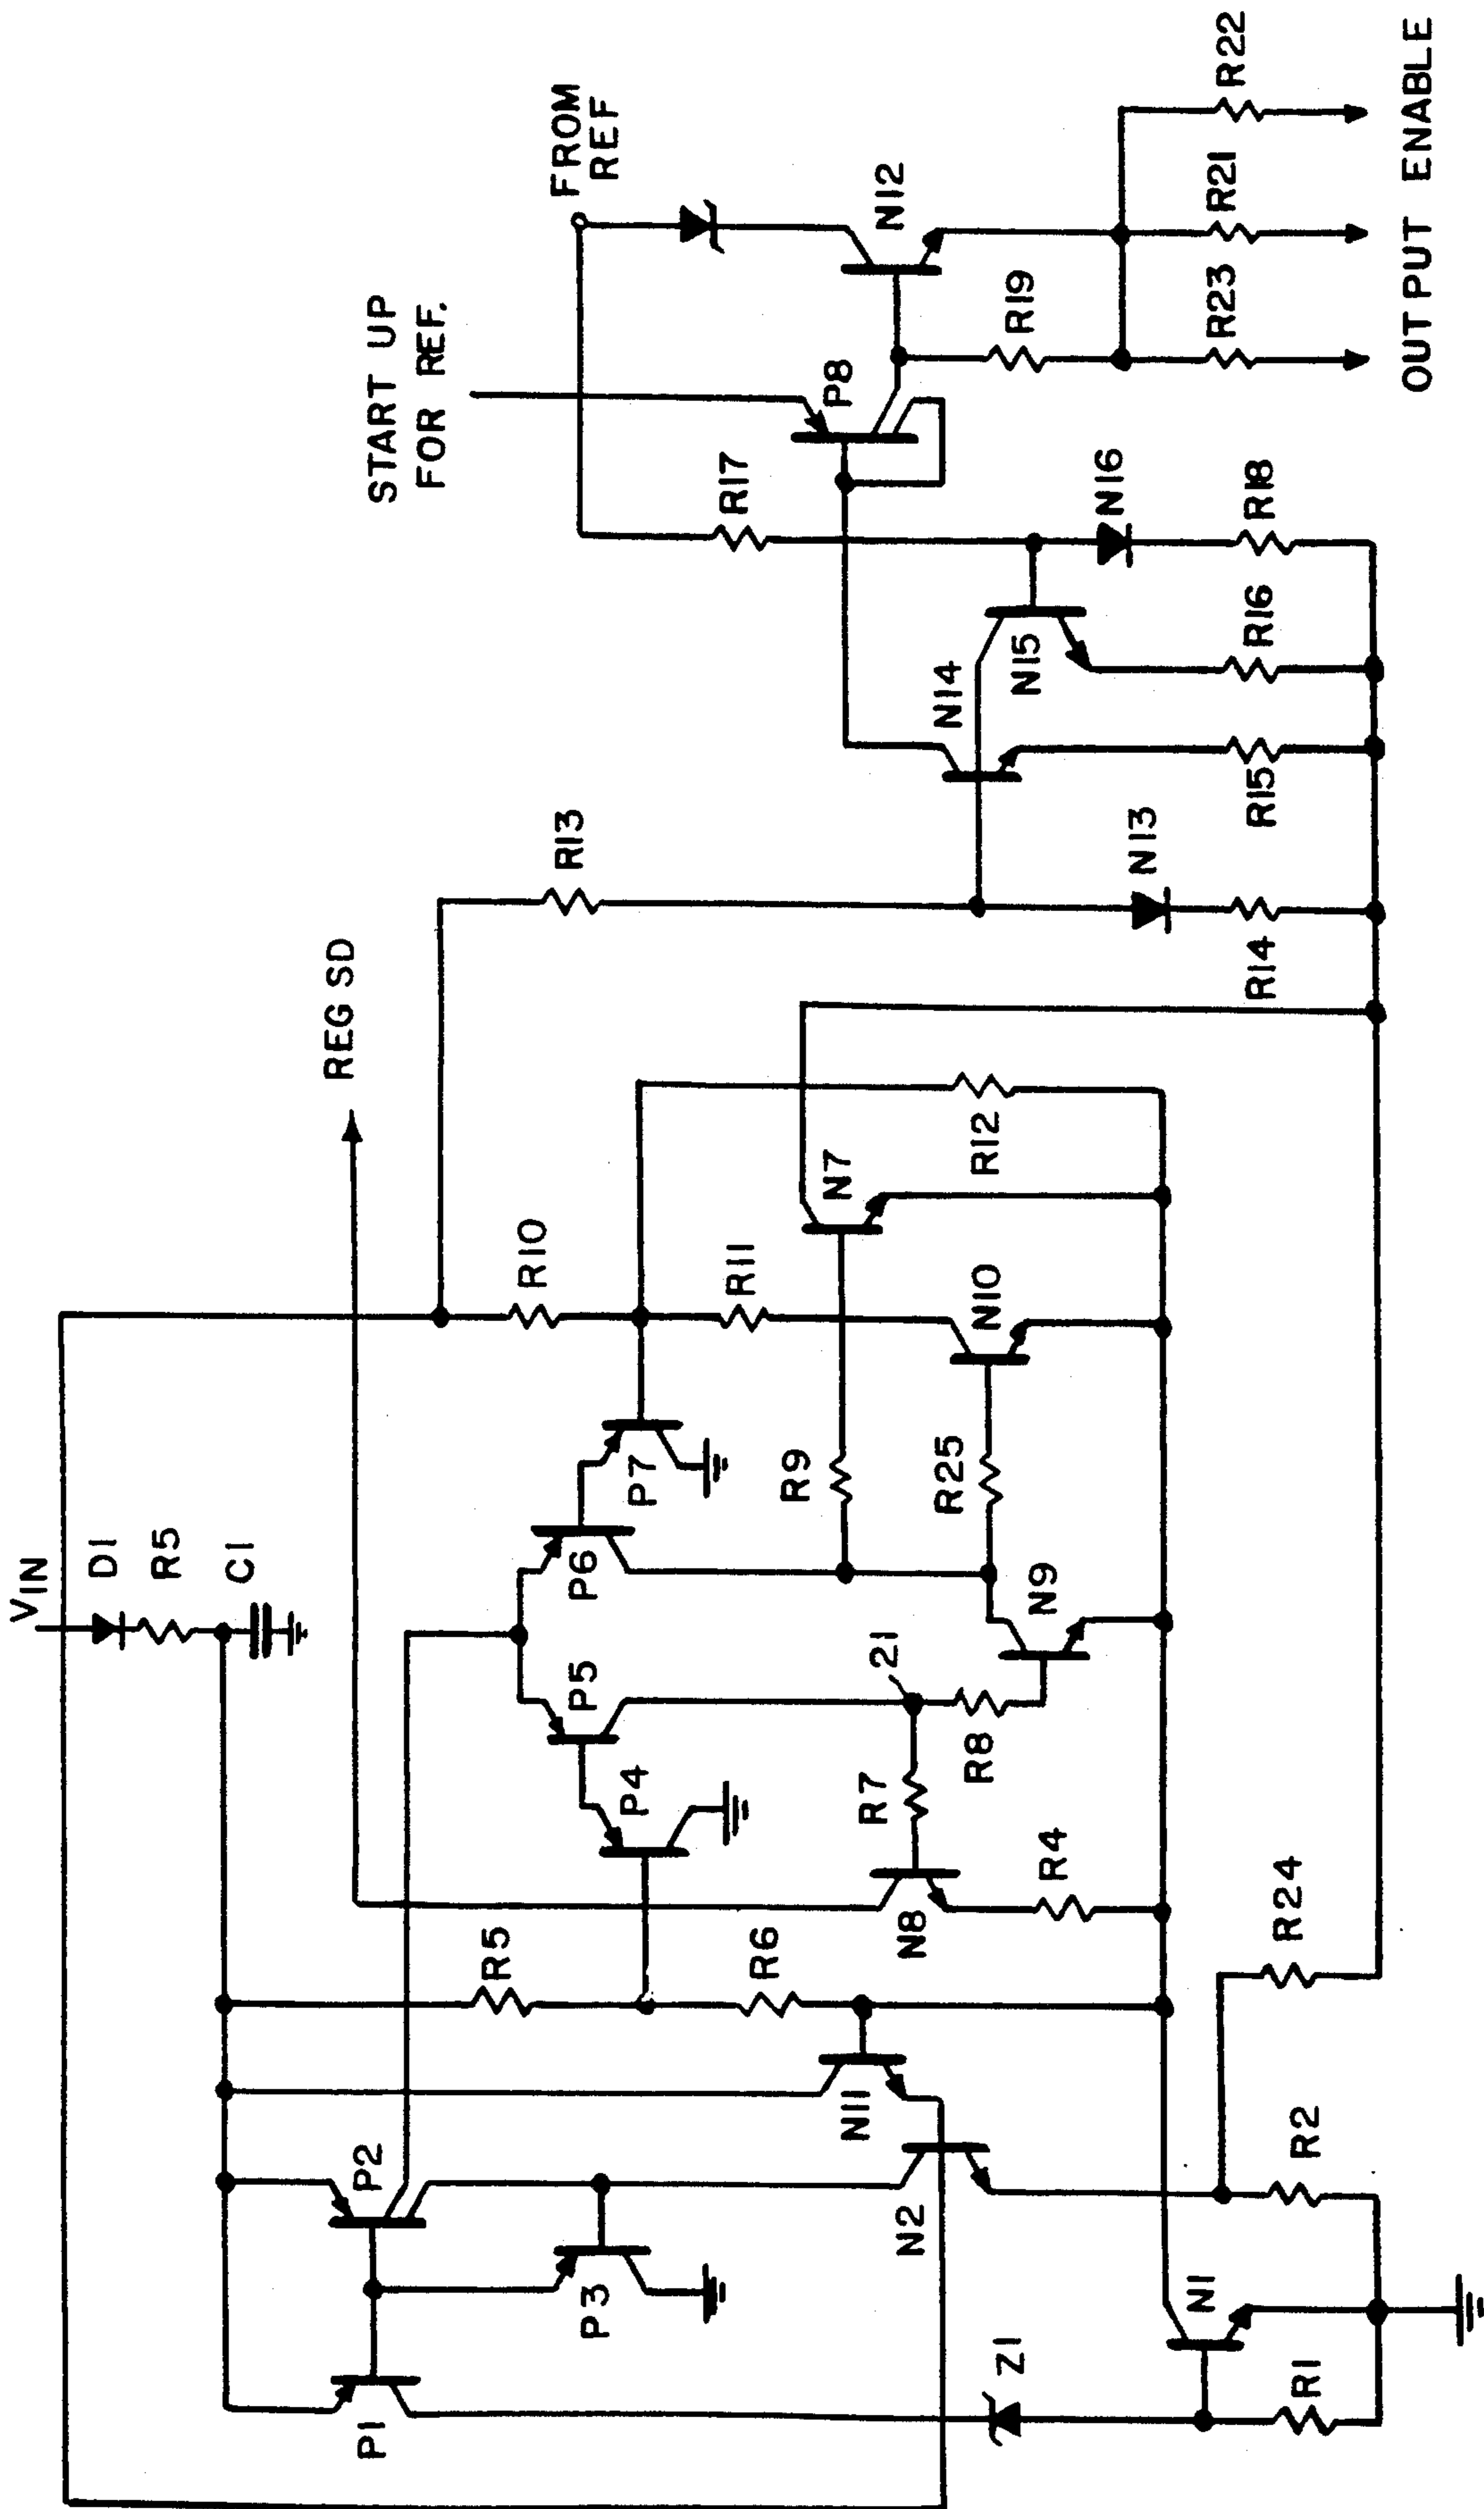 VIN
D1
R5
C1
REG SD
START UP
FOR REF.
FROM
REF
P2
P1
P3
R5
P4
P5
P6
P7
R10
R11
R13
R17
P8
N12
R6
N11
N2
N8
R7
21
R8
R4
R9
R25
N9
N10
N7
R12
N14
N15
N16
R19
N13
Z1
N1
R1
R2
R24
R14
R15
R16
R18
R23
R21
R22
OUTPUT ENABLE